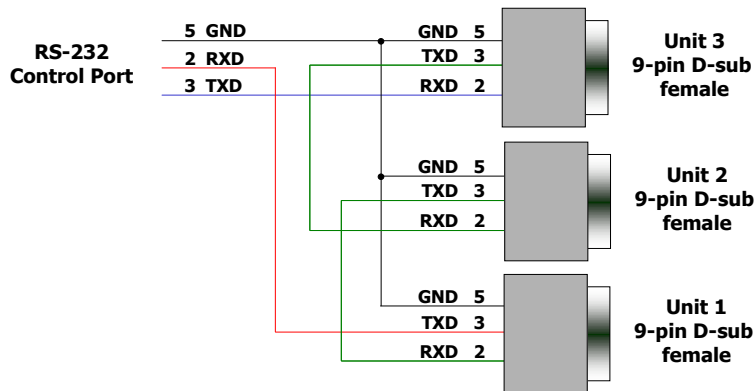 RS-232
Control Port
5 GND
2 RXD
3 TXD
GND 5
TXD 3
RXD 2
Unit 3
9-pin D-sub
female
GND 5
TXD 3
RXD 2
Unit 2
9-pin D-sub
female
GND 5
TXD 3
RXD 2
Unit 1
9-pin D-sub
female